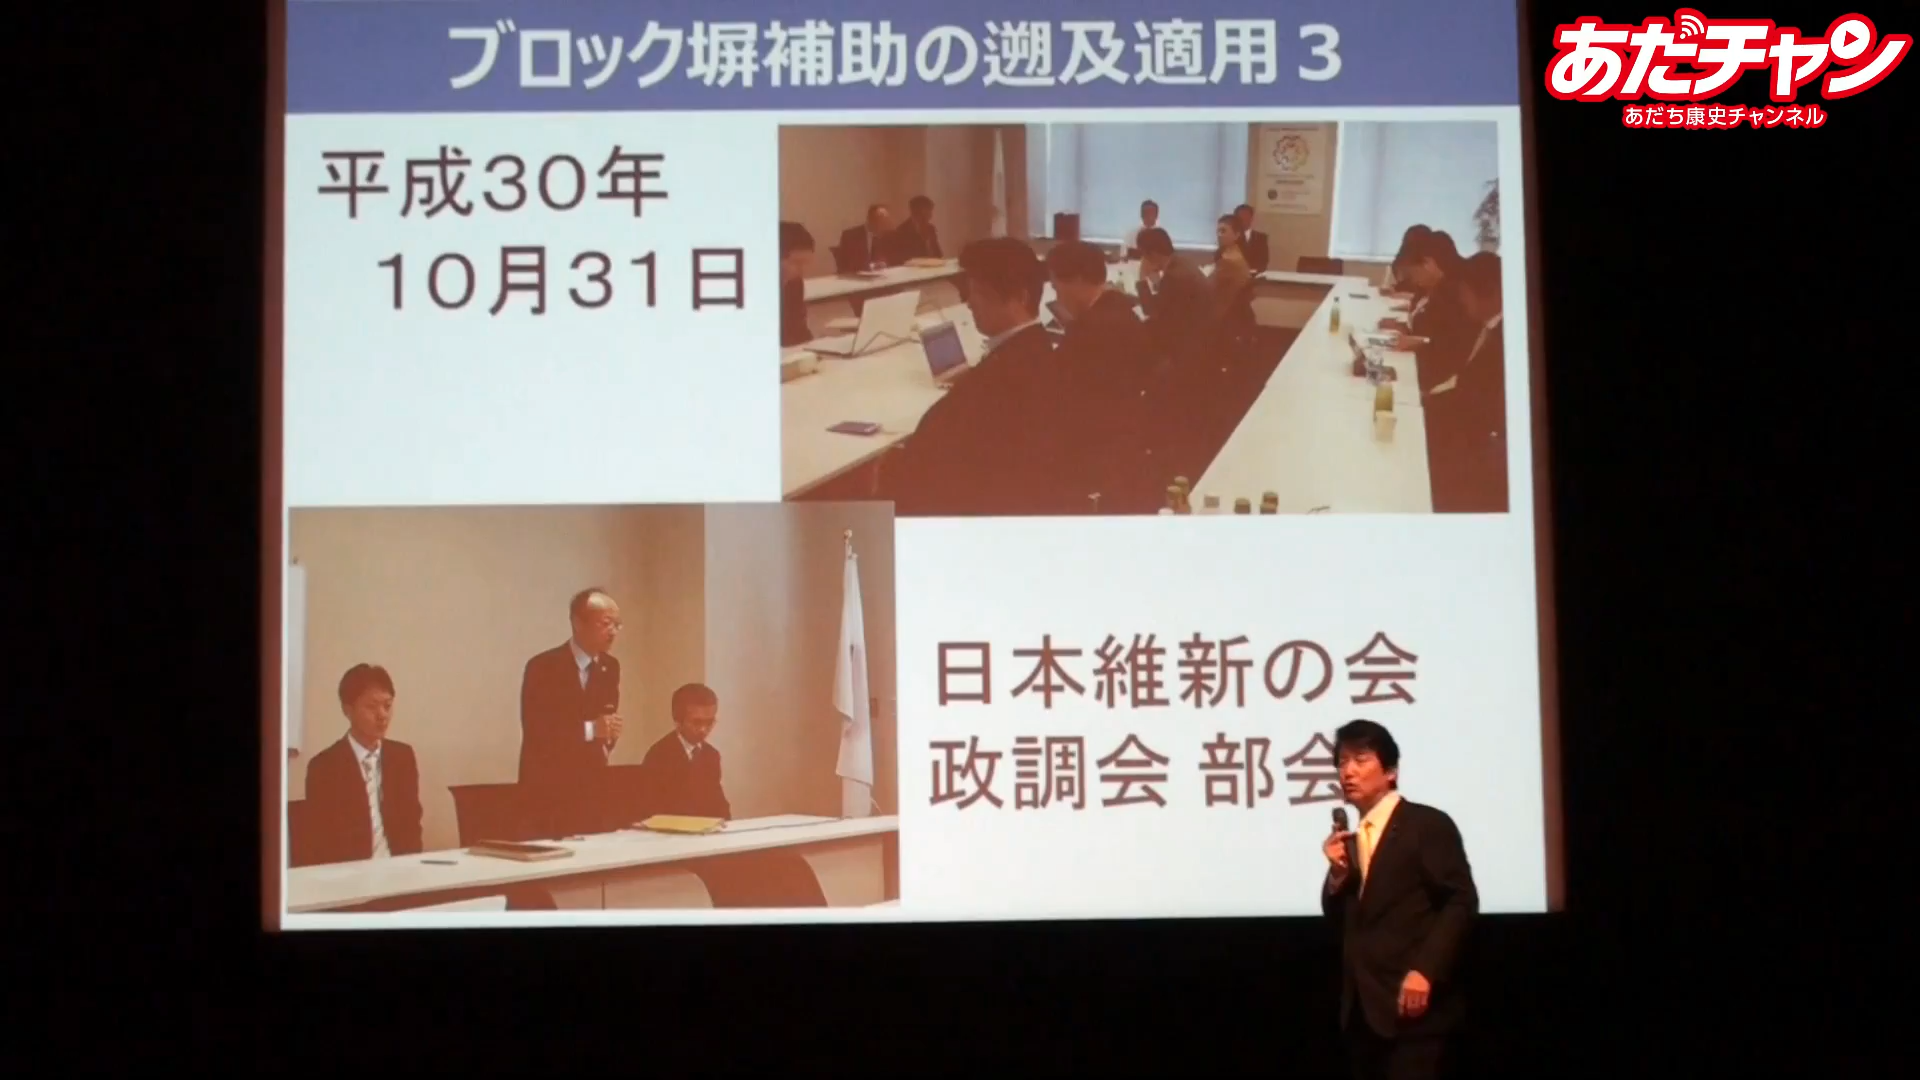 ブロック塀補助の遡及適用３
あだチャン
あだち康史チャンネル
平成３０年
１０月３１日
日本維新の会
政調会 部会